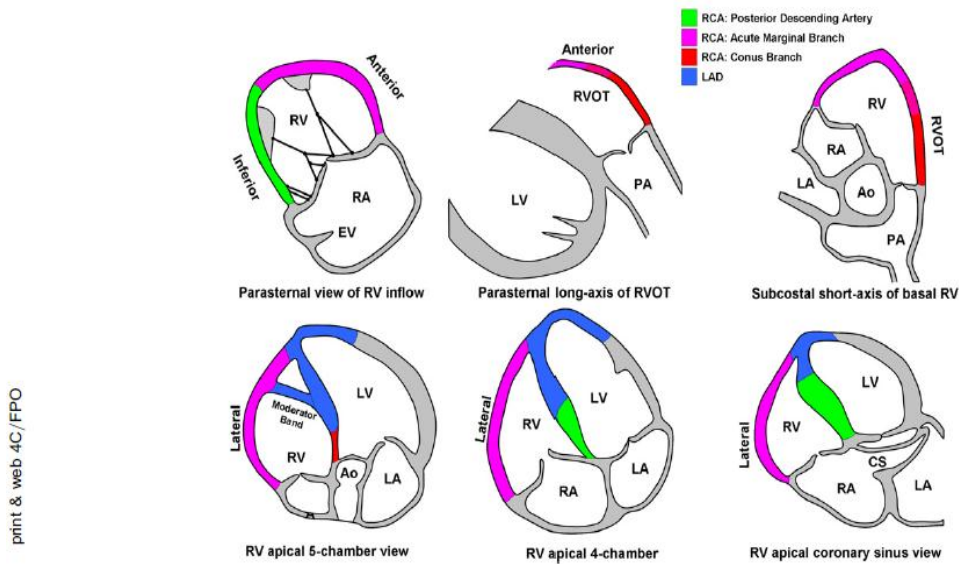 RCA: Posterior Descending Artery
RCA: Acute Marginal Branch
RCA: Conus Branch
LAD
Anterior
RV
Inferior
RA
EV
Parasternal view of RV inflow
Anterior
RVOT
LV
PA
Parasternal long-axis of RVOT
RV
RVOT
RA
LA
Ao
PA
Subcostal short-axis of basal RV
print & web 4C/FPO
Lateral
LV
Moderator
Band
RV
Ao
LA
RV apical 5-chamber view
Lateral
LV
RV
LA
RA
RV apical 4-chamber
Lateral
LV
RV
CS
RA
LA
RV apical coronary sinus view